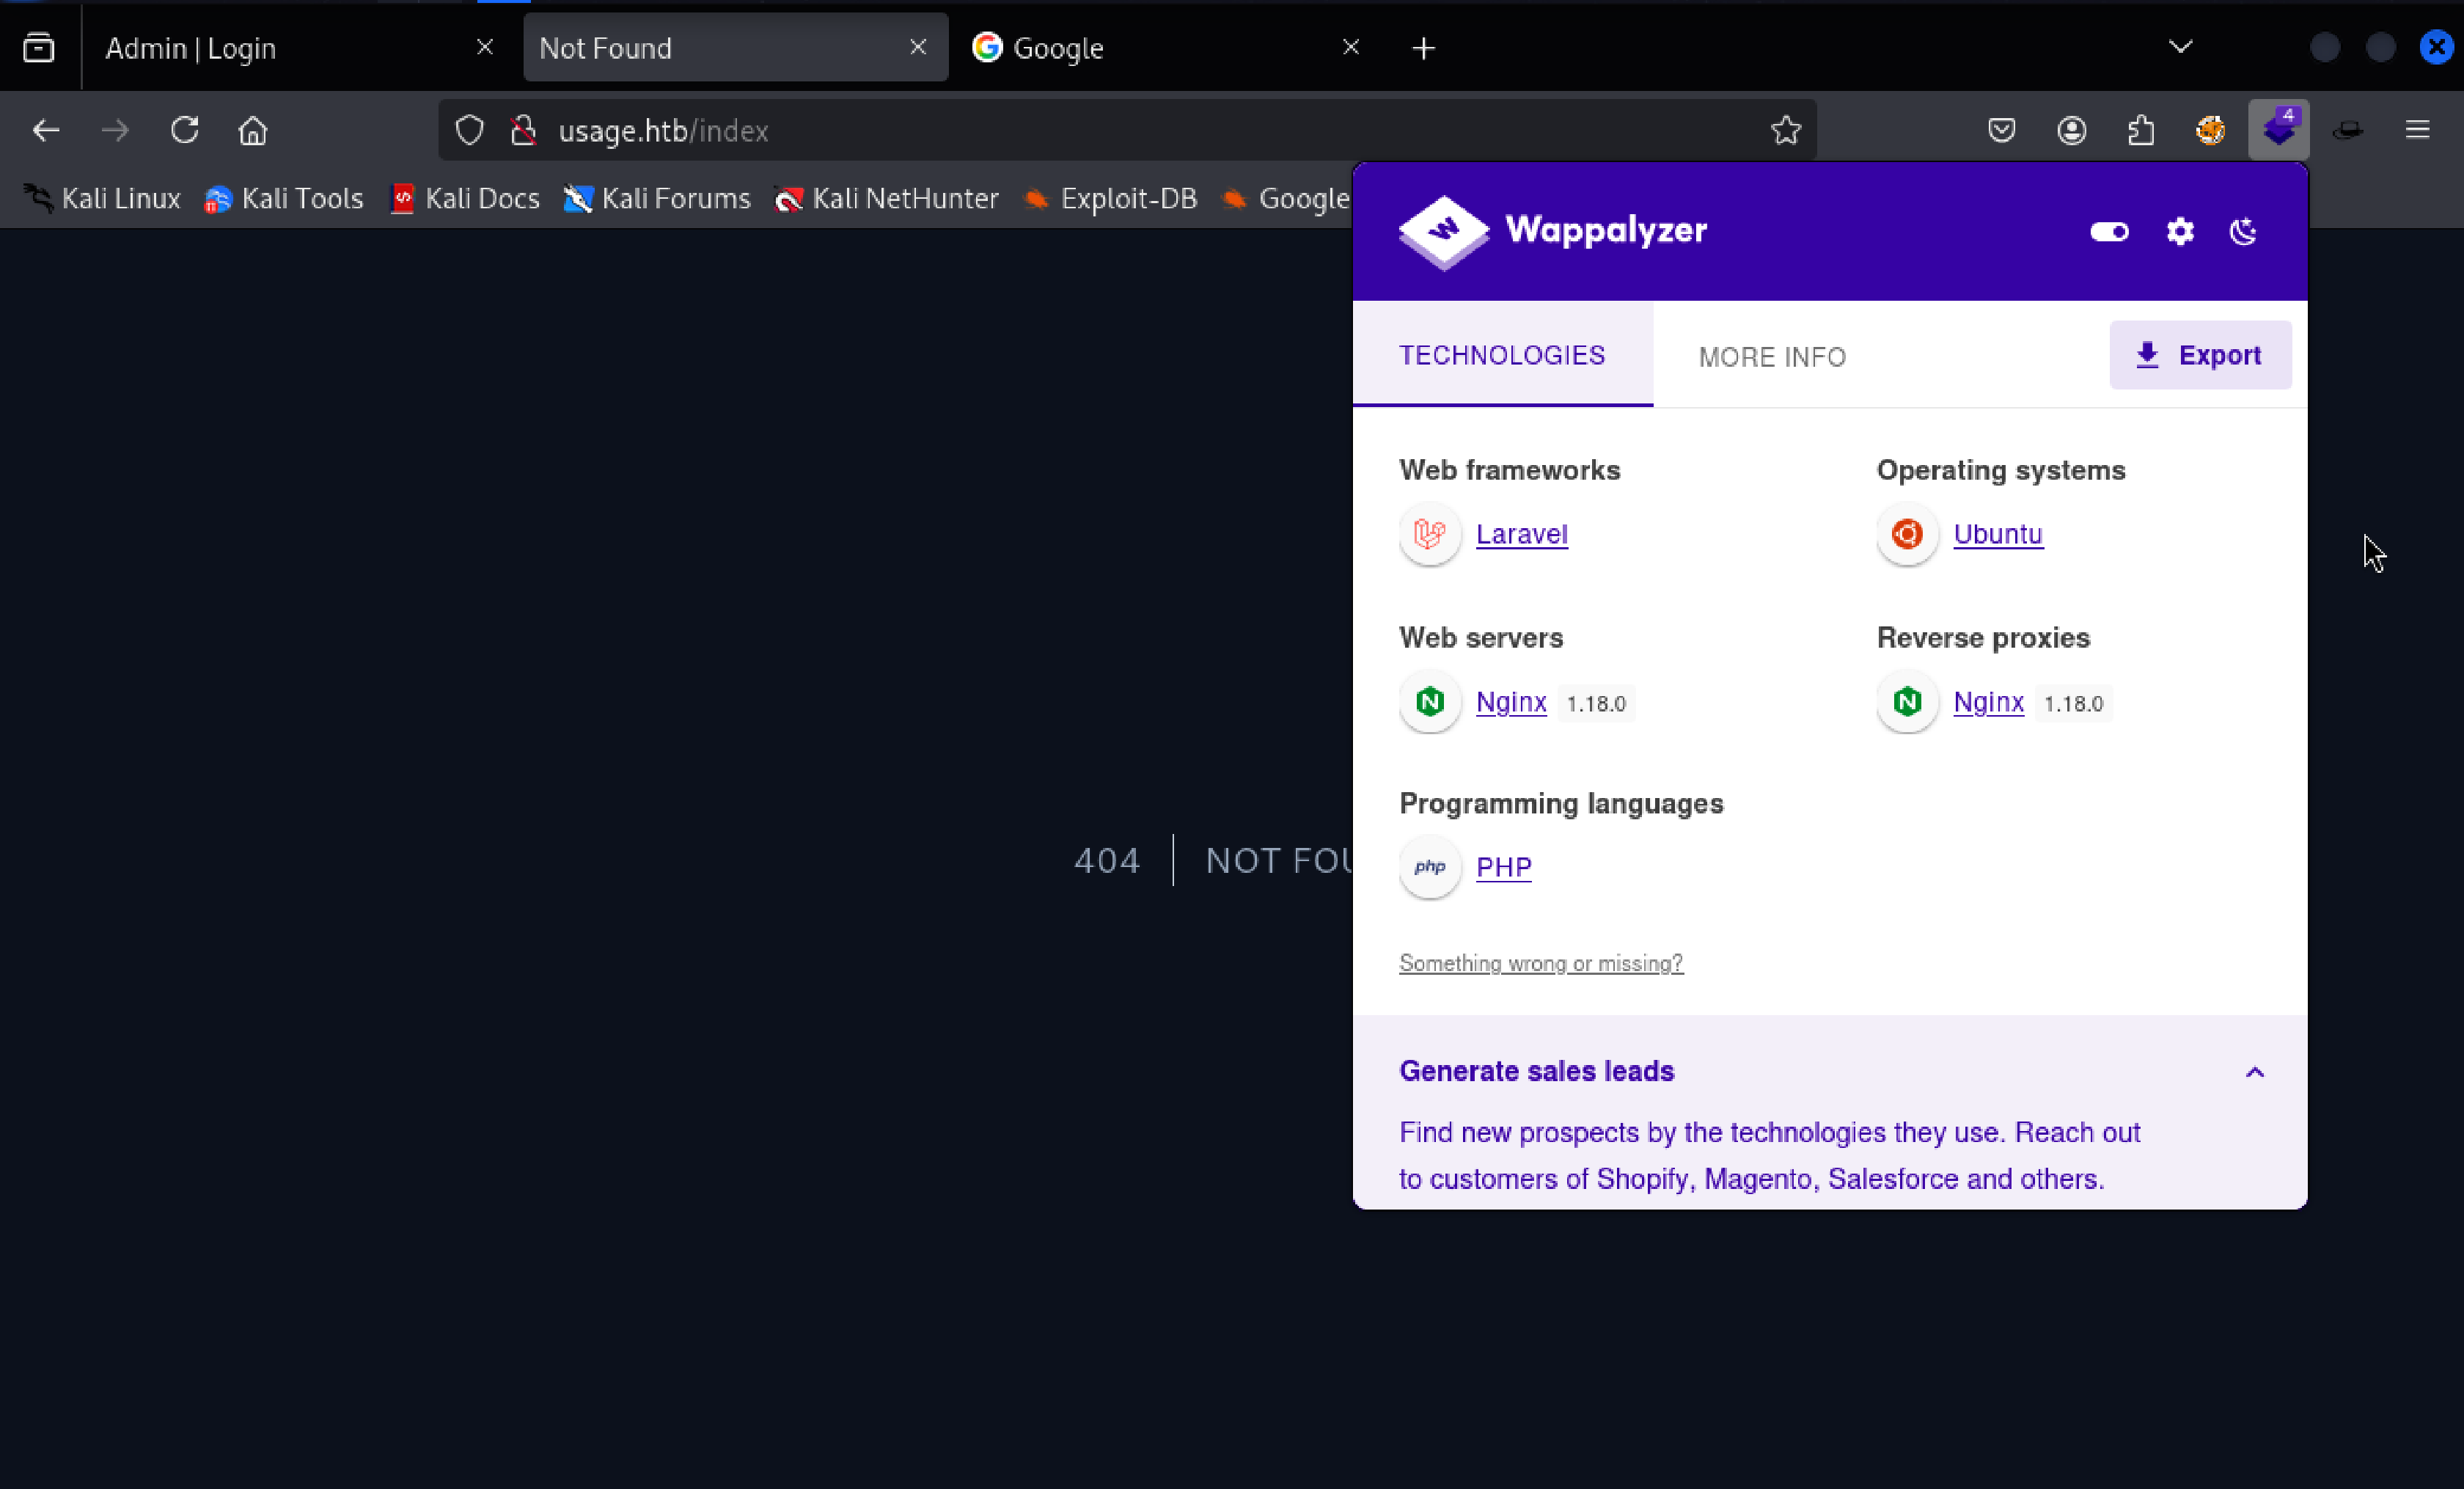 Admin | Login
Not Found
Google
usage.htb/index
Kali Linux
Kali Tools
Kali Docs
Kali Forums
Kali NetHunter
Exploit-DB
Google
4
Wappalyzer
TECHNOLOGIES
MORE INFO
Export
Web frameworks
Laravel
Operating systems
Ubuntu
Web servers
Nginx 1.18.0
Reverse proxies
Nginx 1.18.0
Programming languages
php PHP
Something wrong or missing?
404 | NOT FOU
Generate sales leads
Find new prospects by the technologies they use. Reach out
to customers of Shopify, Magento, Salesforce and others.